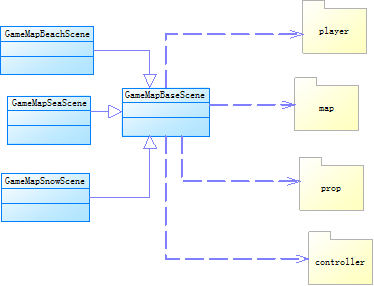 GameMapBeachScene
player
GameMapSeaScene
GameMapBaseScene
map
GameMapSnowScene
prop
controller